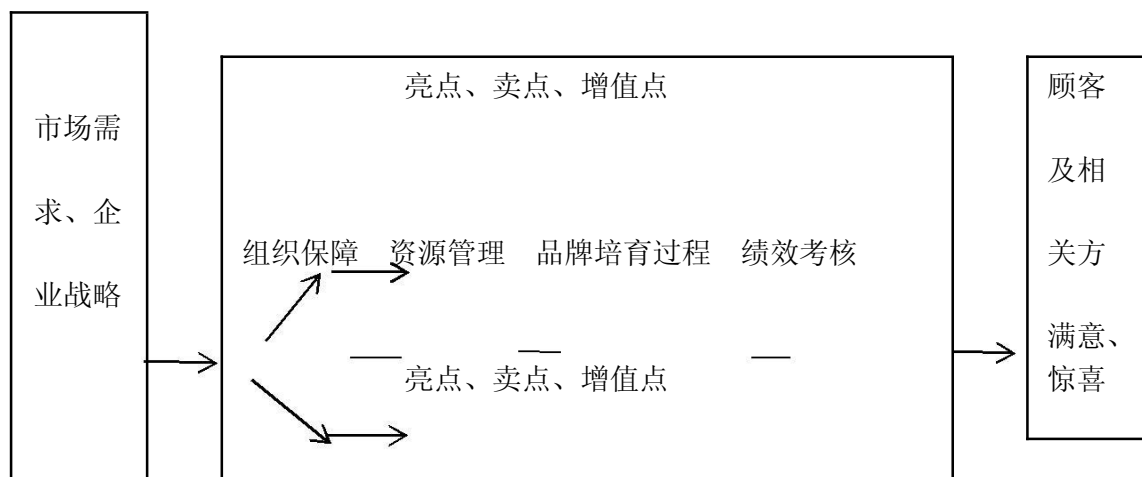 市场需
求、企
业战略
亮点、卖点、增值点
组织保障 资源管理 品牌培育过程 绩效考核
亮点、卖点、增值点
顾客
及相
关方
满意、
惊喜